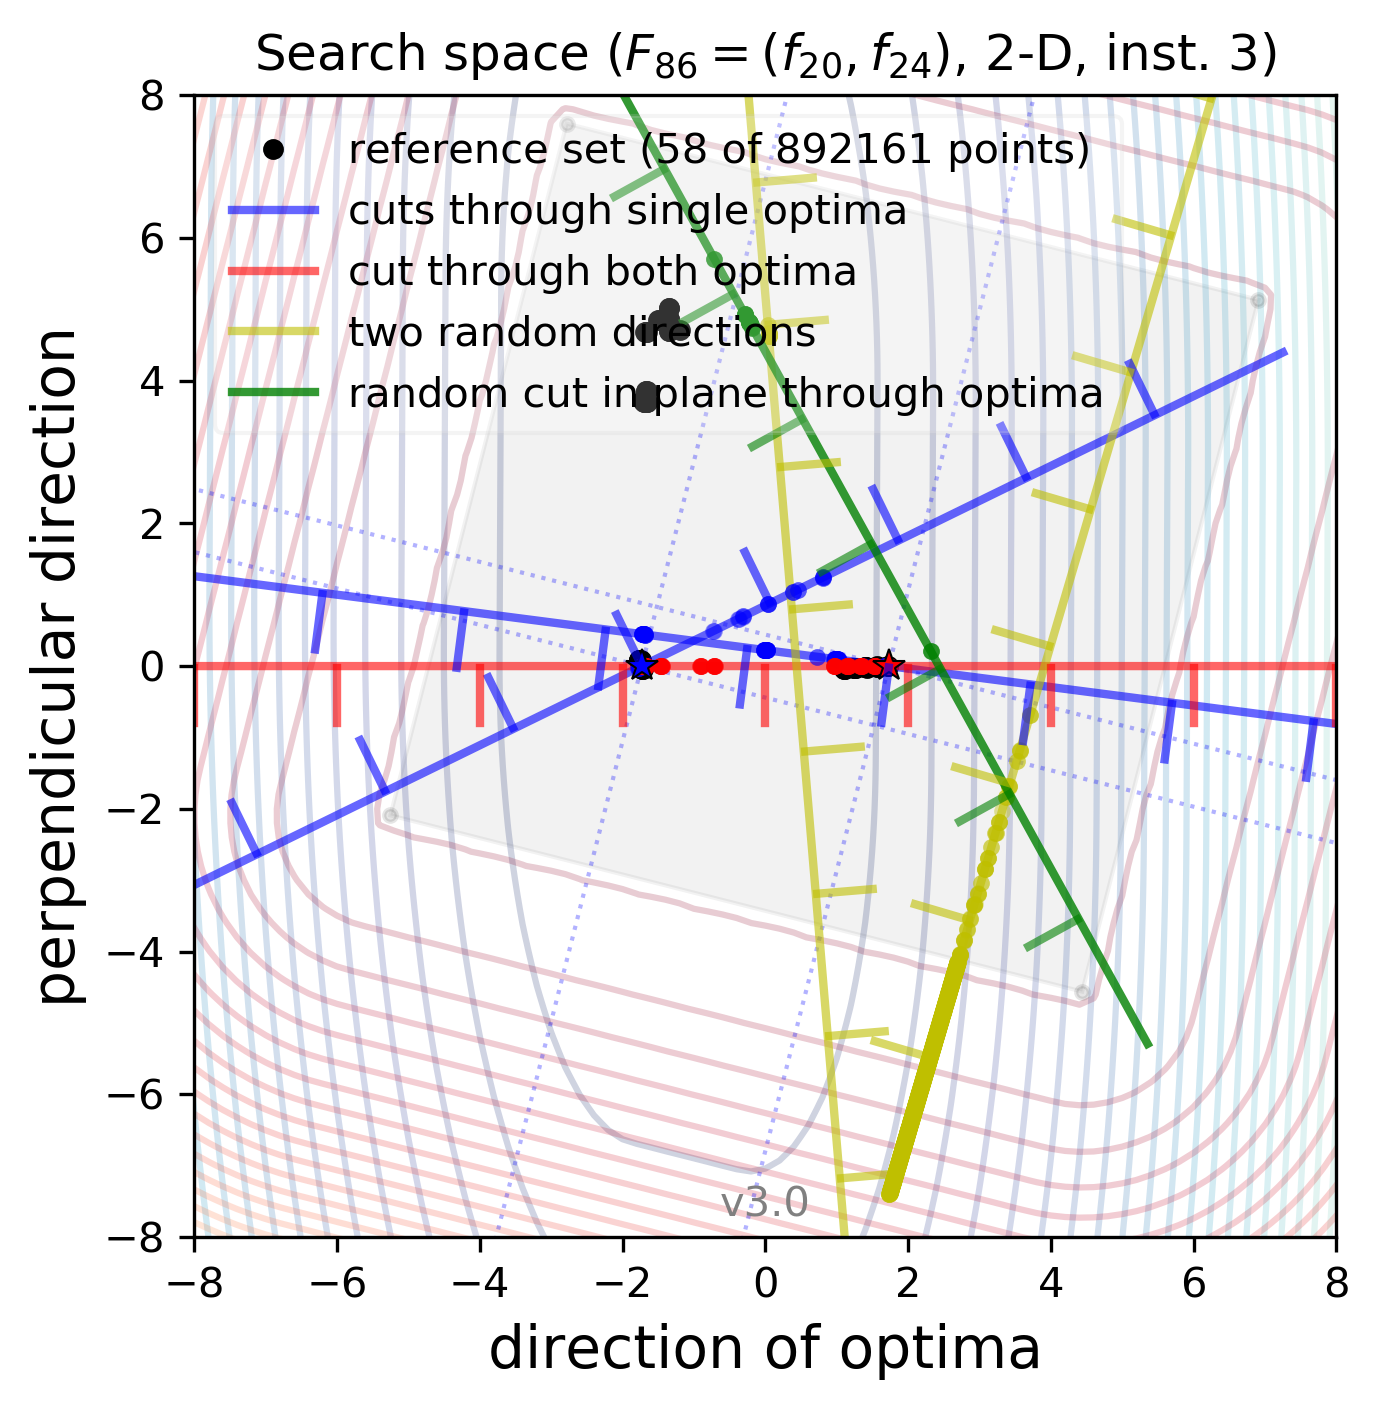 Search space (F86 = (f20, f24), 2-D, inst. 3)
8
6
4
2
0
−2
−4
−6
−8
perpendicular direction
reference set (58 of 892161 points)
cuts through single optima
cut through both optima
two random directions
random cut in plane through optima
v3.0
−8 −6 −4 −2 0 2 4 6 8
direction of optima